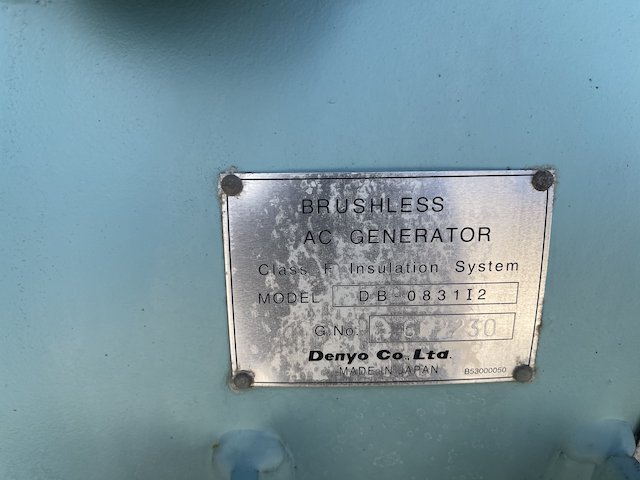 BRUSHLESS
AC GENERATOR
Class F Insulation System
MODEL DB-0831I2
G.No.
Denyo Co., Ltd.
MADE IN JAPAN B53000050